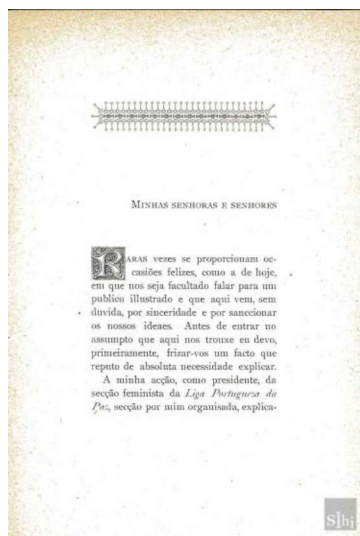 MINHAS SENHORAS E SENHORES
RARAS vezes se proporcionam oc-
casiões felizes, como a de hoje,
em que nos seja facultado falar para um
publico illustrado e que aqui vem, sem
duvida, por sinceridade e por sanccionar
os nossos ideaes. Antes de entrar no
assumpto que aqui nos trouxe eu devo,
primeiramente, frizar-vos um facto que
reputo de absoluta necessidade explicar.
A minha acção, como presidente, da
secção feminista da Liga Portugueza da
Paz, secção por mim organisada, explica-
s|hi